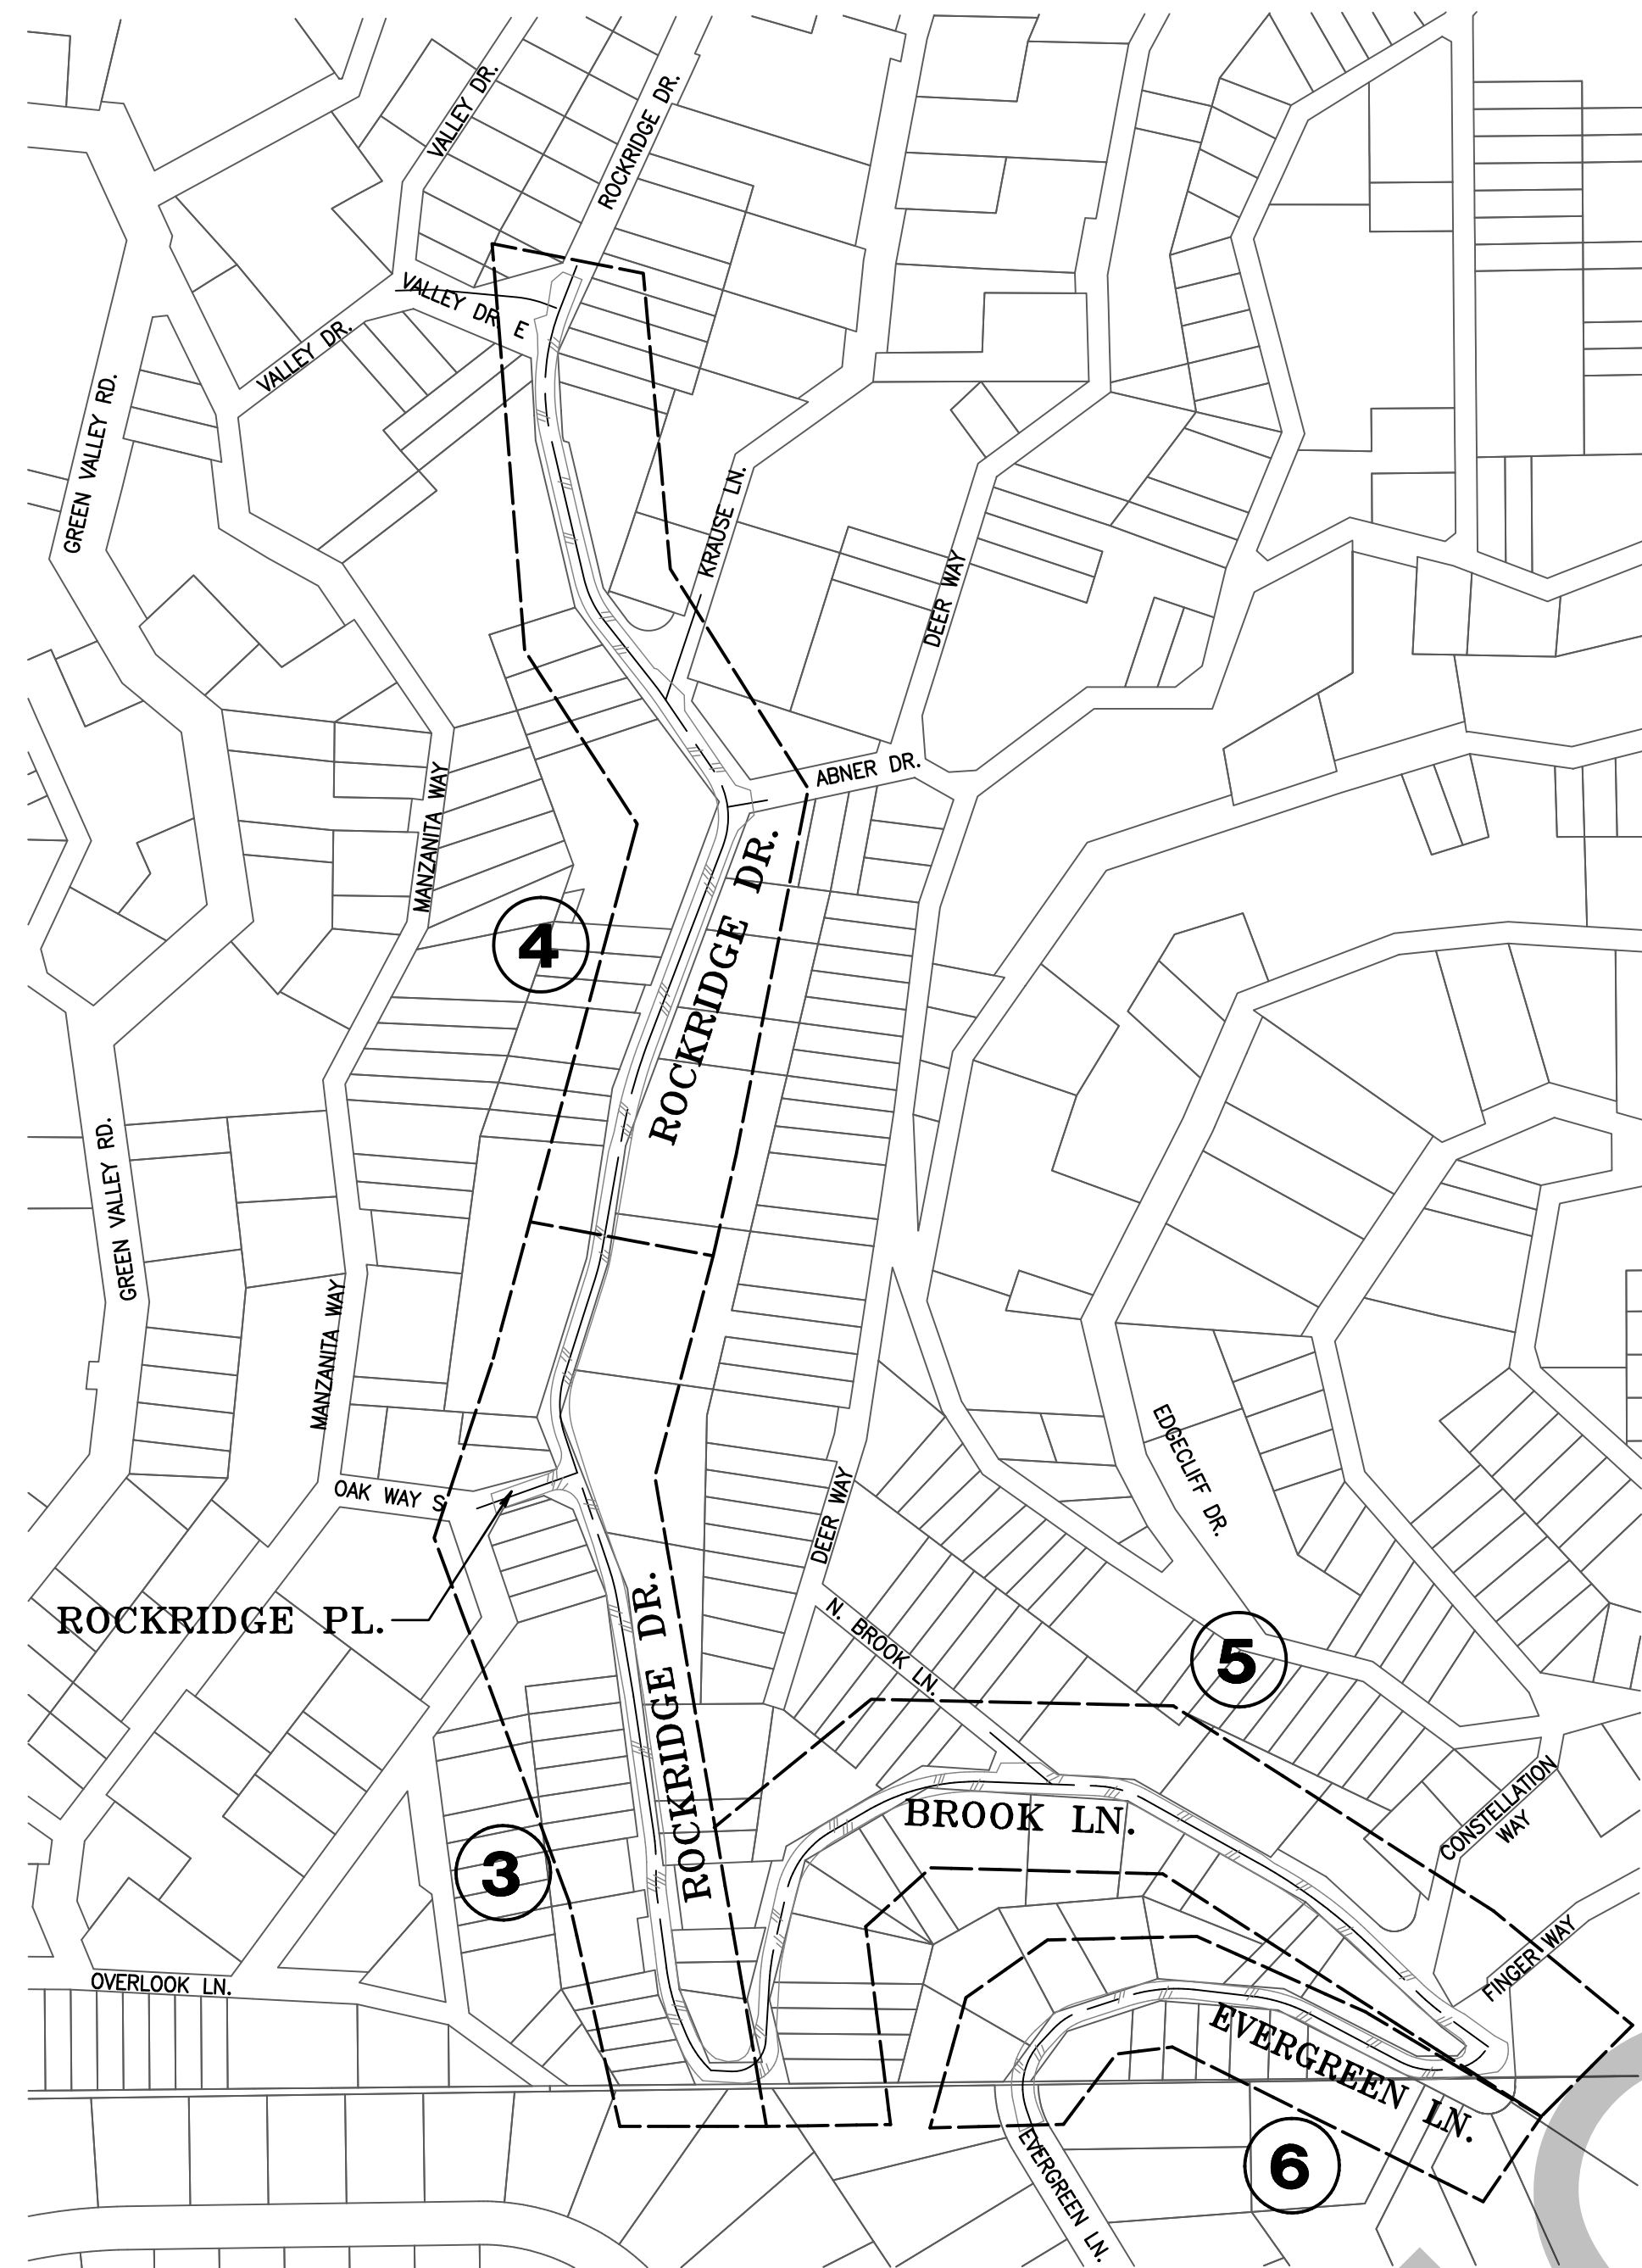 VALLEY DR.
ROCKRIDGE DR.
VALLEY DR E
VALLEY DR.
GREEN VALLEY RD.
KRAUSE LN.
DEER WAY
ABNER DR.
MANZANITA WAY
ROCKRIDGE DR.
4
GREEN VALLEY RD.
MANZANITA WAY
EDGECLIFF DR.
OAK WAY S
DEER WAY
ROCKRIDGE PL.
ROCKRIDGE DR.
N. BROOK LN.
5
BROOK LN.
CONSTELLATION
WAY
3
FINGER WAY
OVERLOOK LN.
EVERGREEN LN.
6
EVERGREEN LN.